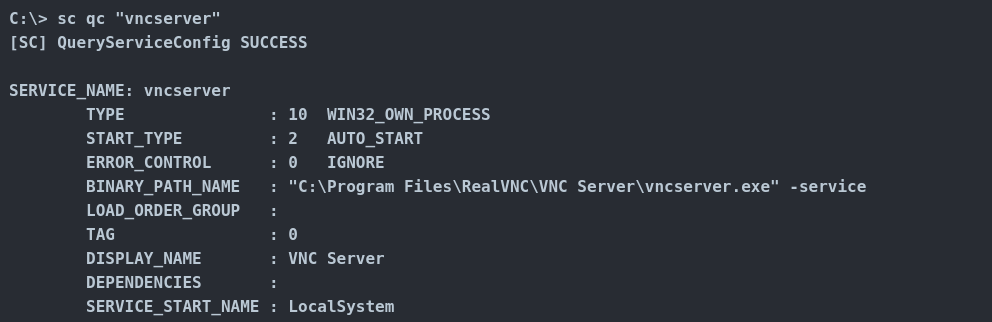 C:\> sc qc "vncserver"
[SC] QueryServiceConfig SUCCESS

SERVICE_NAME: vncserver
        TYPE               : 10  WIN32_OWN_PROCESS
        START_TYPE         : 2   AUTO_START
        ERROR_CONTROL      : 0   IGNORE
        BINARY_PATH_NAME   : "C:\Program Files\RealVNC\VNC Server\vncserver.exe" -service
        LOAD_ORDER_GROUP   :
        TAG                : 0
        DISPLAY_NAME       : VNC Server
        DEPENDENCIES       :
        SERVICE_START_NAME : LocalSystem